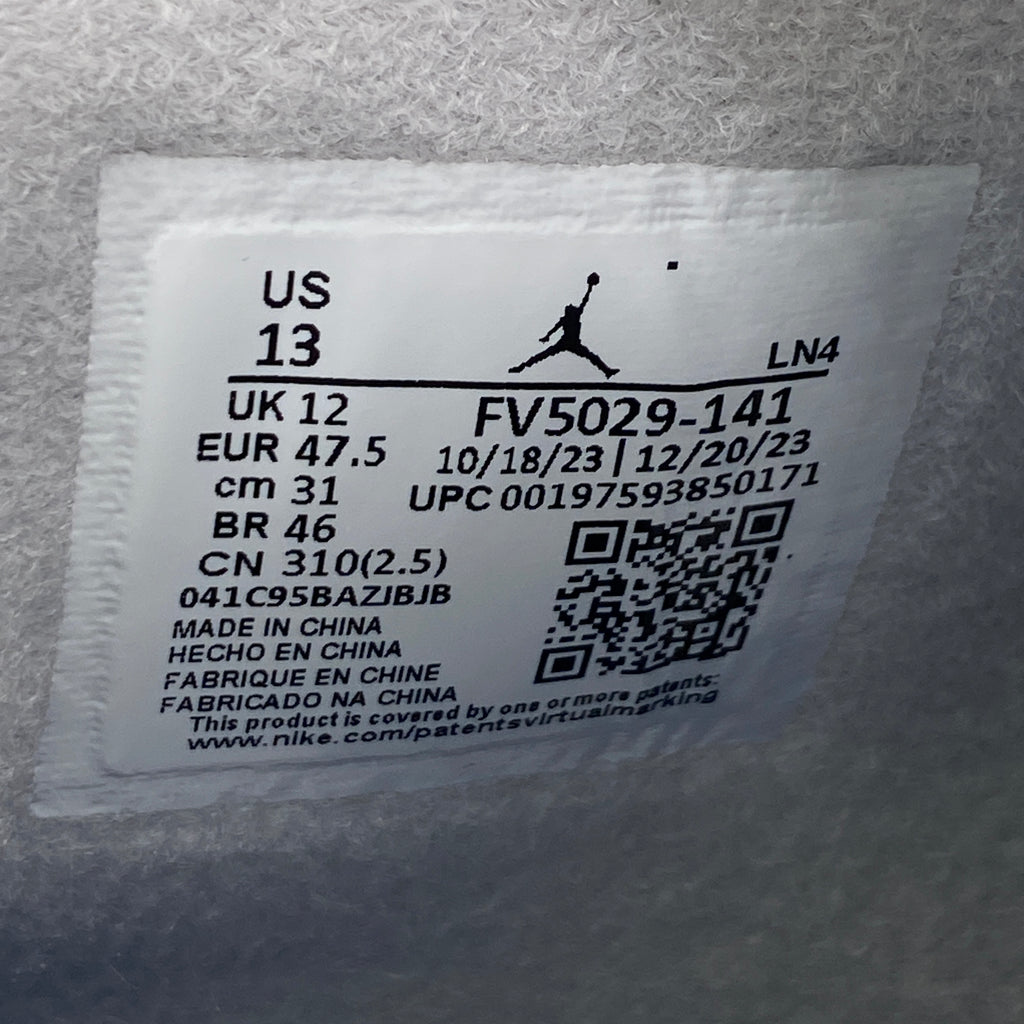 US
13
LN4
UK 12
EUR 47.5
cm 31
BR 46
CN 310(2.5)
FV5029-141
10/18/23 | 12/20/23
UPC 00197593850171
041C95BAZJBJB
MADE IN CHINA
HECHO EN CHINA
FABRIQUE EN CHINE
FABRICADO NA CHINA
This product is covered by one or more patents:
www.nike.com/patentsvirtualmarking